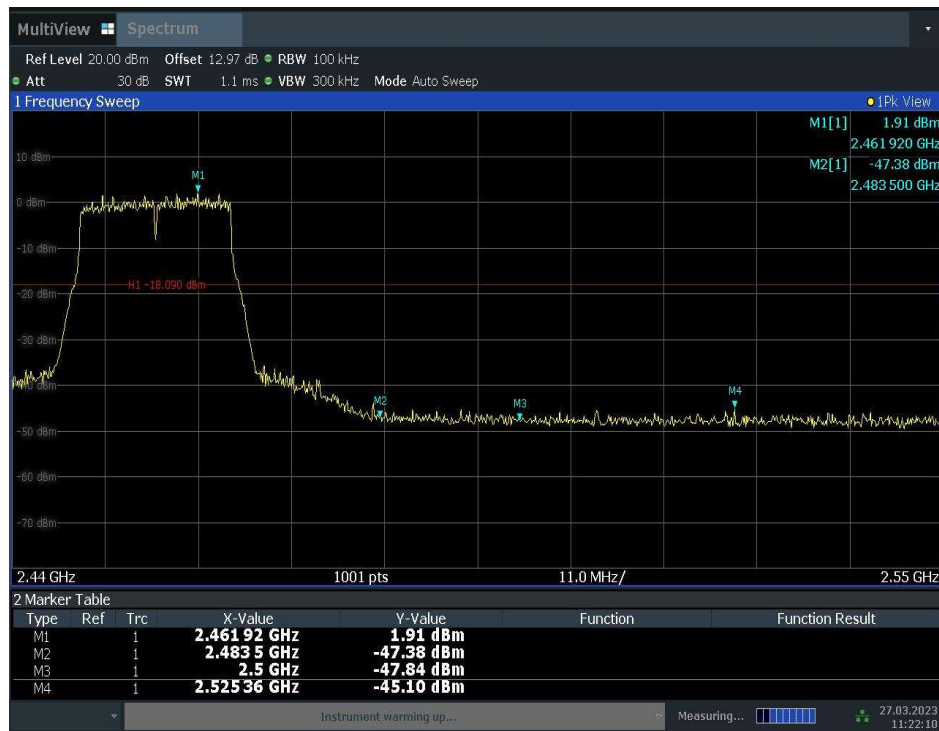 MultiView Spectrum
Ref Level 20.00 dBm Offset 12.97 dB RBW 100 kHz
Att 30 dB SWT 1.1 ms VBW 300 kHz Mode Auto Sweep
1 Frequency Sweep 1Pk View
M1[1] 1.91 dBm
2.461 920 GHz
M2[1] -47.38 dBm
2.483 500 GHz
10 dBm
M1
0 dBm
-10 dBm
H1 -18.090 dBm
-20 dBm
-30 dBm
-40 dBm
M2 M3 M4
-50 dBm
-60 dBm
-70 dBm
2.44 GHz 1001 pts 11.0 MHz/ 2.55 GHz
2 Marker Table
Type Ref Trc X-Value Y-Value Function Function Result
M1 1 2.461 92 GHz 1.91 dBm
M2 1 2.483 5 GHz -47.38 dBm
M3 1 2.5 GHz -47.84 dBm
M4 1 2.525 36 GHz -45.10 dBm
Instrument warming up... Measuring... 27.03.2023
11:22:10